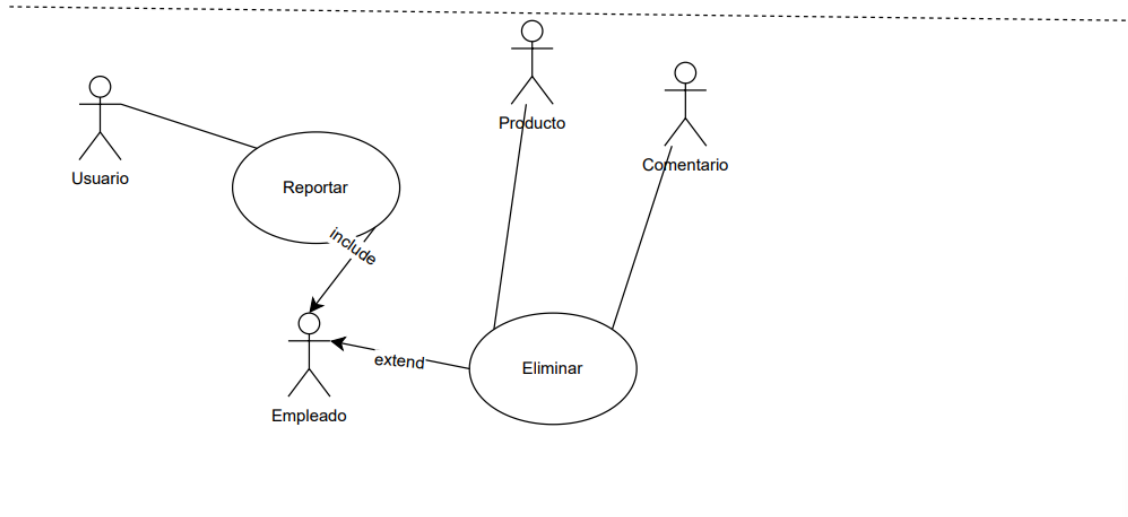 Producto
Comentario
Usuario
Reportar
include
extend
Eliminar
Empleado